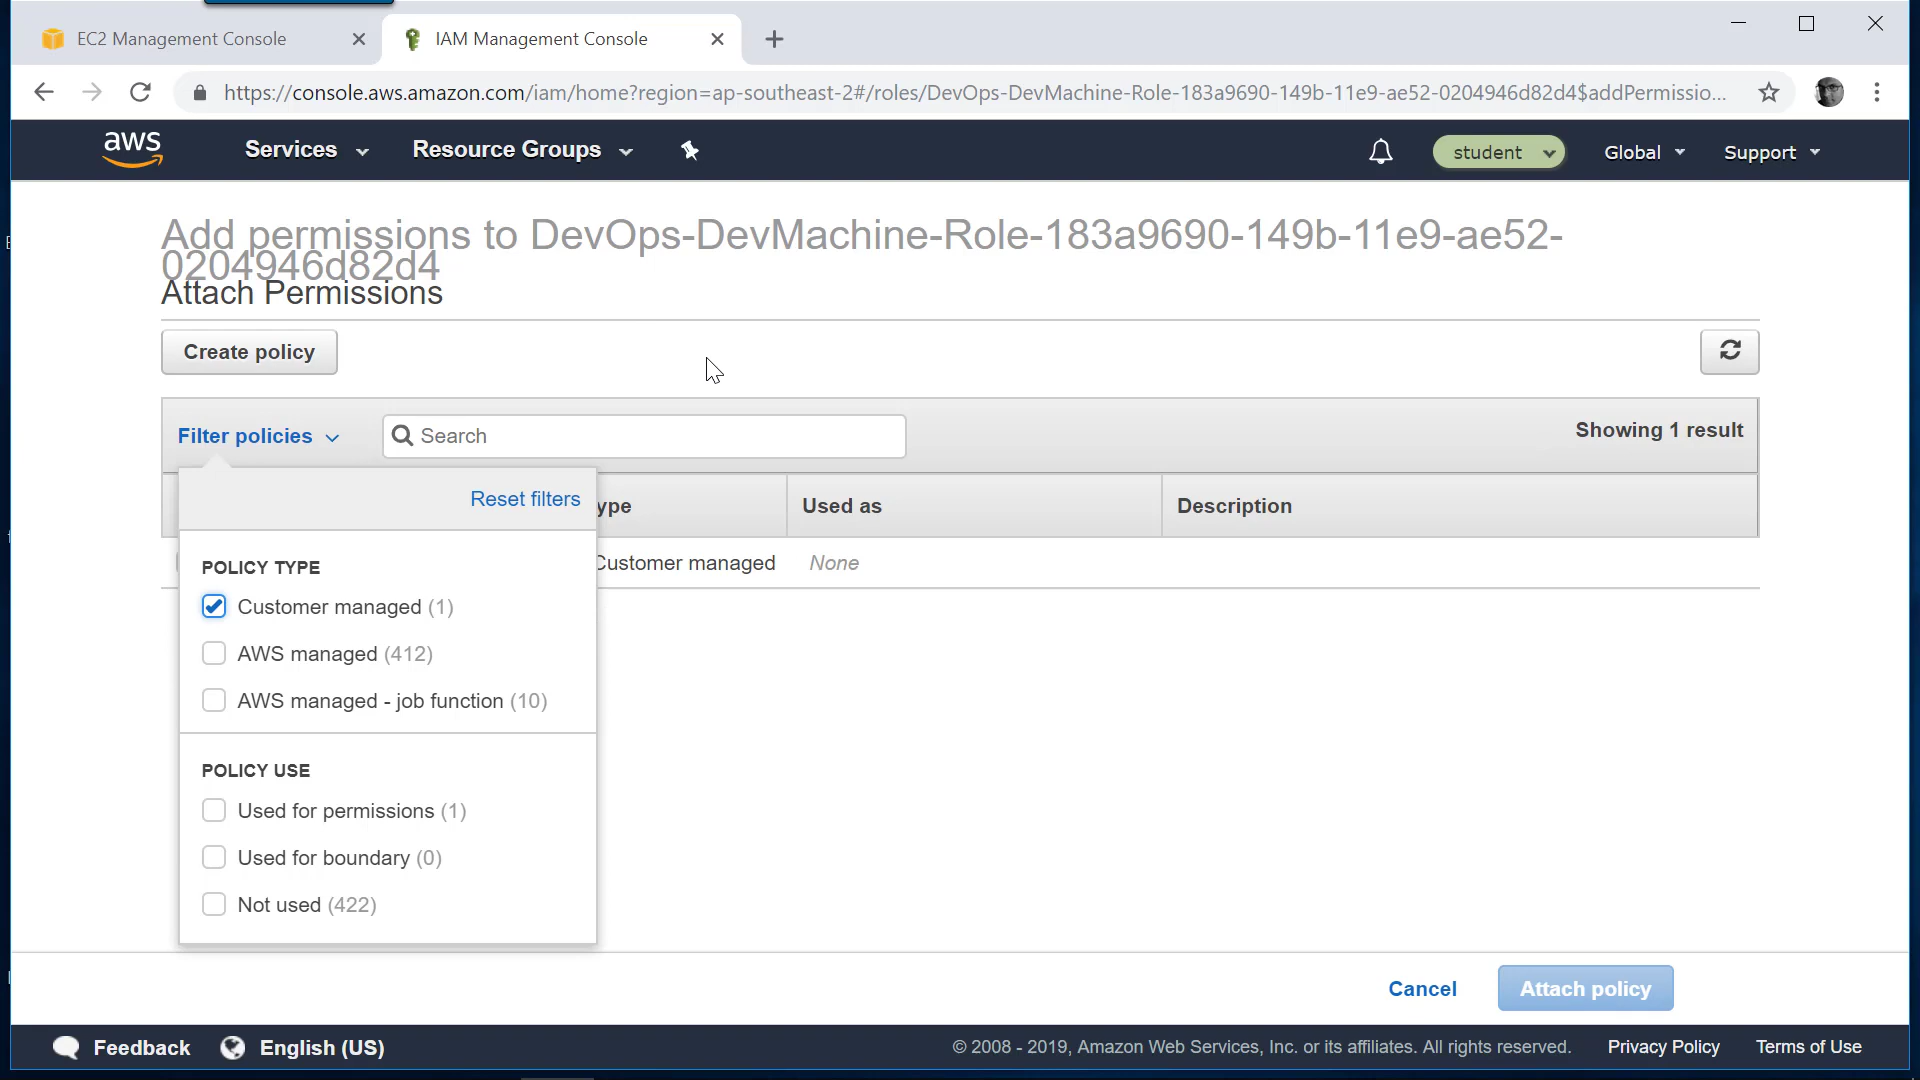 EC2 Management Console
IAM Management Console
https://console.aws.amazon.com/iam/home?region=ap-southeast-2#/roles/DevOps-DevMachine-Role-183a9690-149b-11e9-ae52-0204946d82d4$addPermissio...
aws
Services
Resource Groups
student
Global
Support
Add permissions to DevOps-DevMachine-Role-183a9690-149b-11e9-ae52-
0204946d82d4
Attach Permissions
Create policy
Filter policies
Search
Showing 1 result
Reset filters
ype
Used as
Description
Customer managed
None
POLICY TYPE
Customer managed (1)
AWS managed (412)
AWS managed - job function (10)
POLICY USE
Used for permissions (1)
Used for boundary (0)
Not used (422)
Cancel
Attach policy
Feedback
English (US)
© 2008 - 2019, Amazon Web Services, Inc. or its affiliates. All rights reserved.
Privacy Policy
Terms of Use